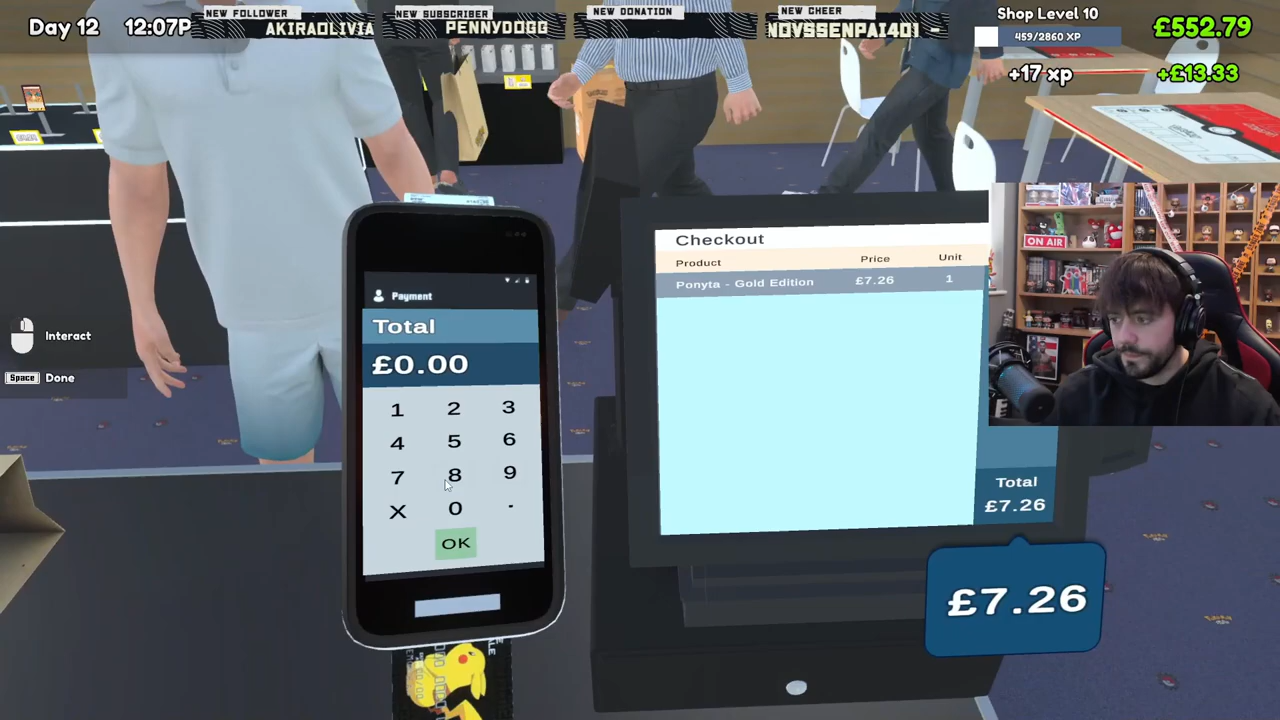 Day 12 12:07P
NEW FOLLOWER
AKIRAOLIVIA
NEW SUBSCRIBER
PENNYDOGG
NEW DONATION
NEW CHEER
NOVSSENPAI401 -
Shop Level 10
459/2860 XP
+17 xp
£552.79
+£13.33
Interact
Space Done
Payment
Total
£0.00
1 2 3
4 5 6
7 8 9
X 0 .
OK
Checkout
Product Price Unit
Ponyta - Gold Edition £7.26 1
Total
£7.26
£7.26
ON AIR